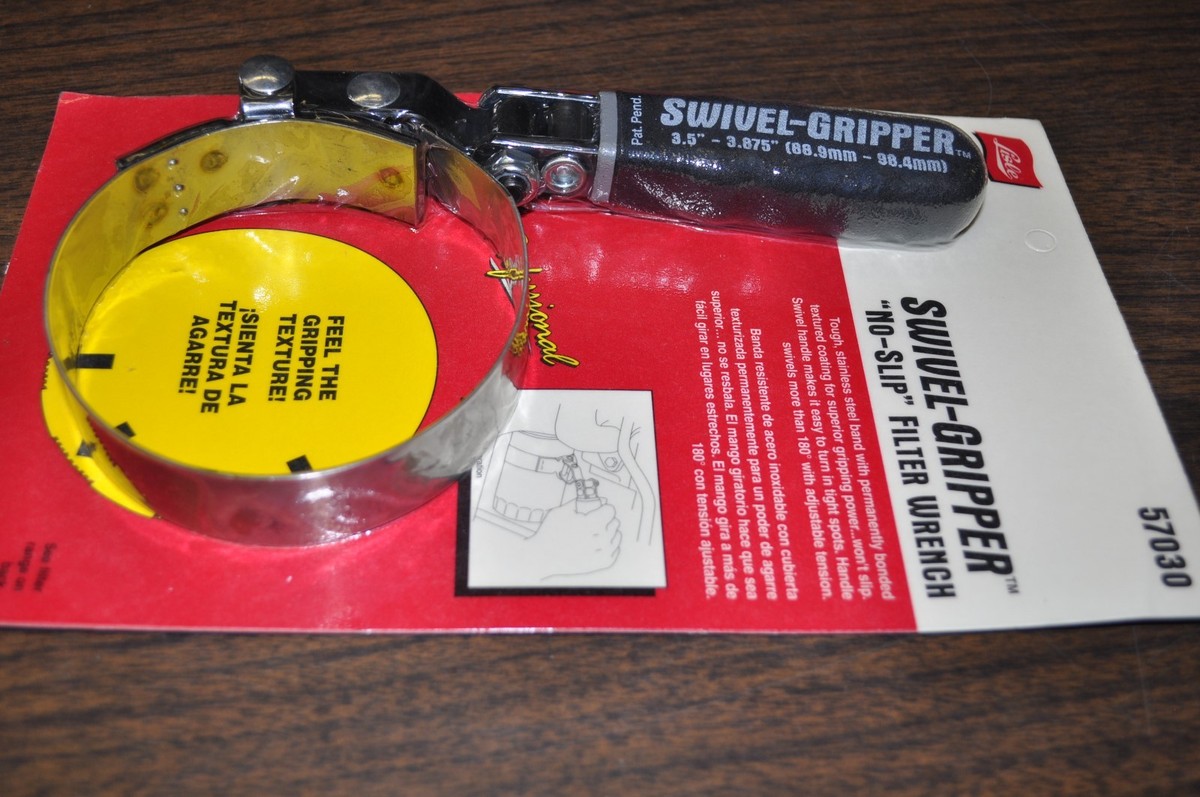 Pat. Pend.
SWIVEL-GRIPPER™
3.5" - 3.875" (88.9mm - 98.4mm)
Lisle
57030
SWIVEL-GRIPPER™
"NO-SLIP" FILTER WRENCH
Tough, stainless steel band with permanently bonded
textured coating for superior gripping power...won't slip.
Swivel handle makes it easy to turn in tight spots. Handle
swivels more than 180° with adjustable tension.
Banda resistente de acero inoxidable con cubierta
texturizada permanentemente para un poder de agarre
superior... no se resbala. El mango giratorio hace que sea
fácil girar en lugares estrechos. El mango gira a más de
180° con tensión ajustable.
FEEL THE
GRIPPING
TEXTURE!
¡SIENTA LA
TEXTURA DE
AGARRE!